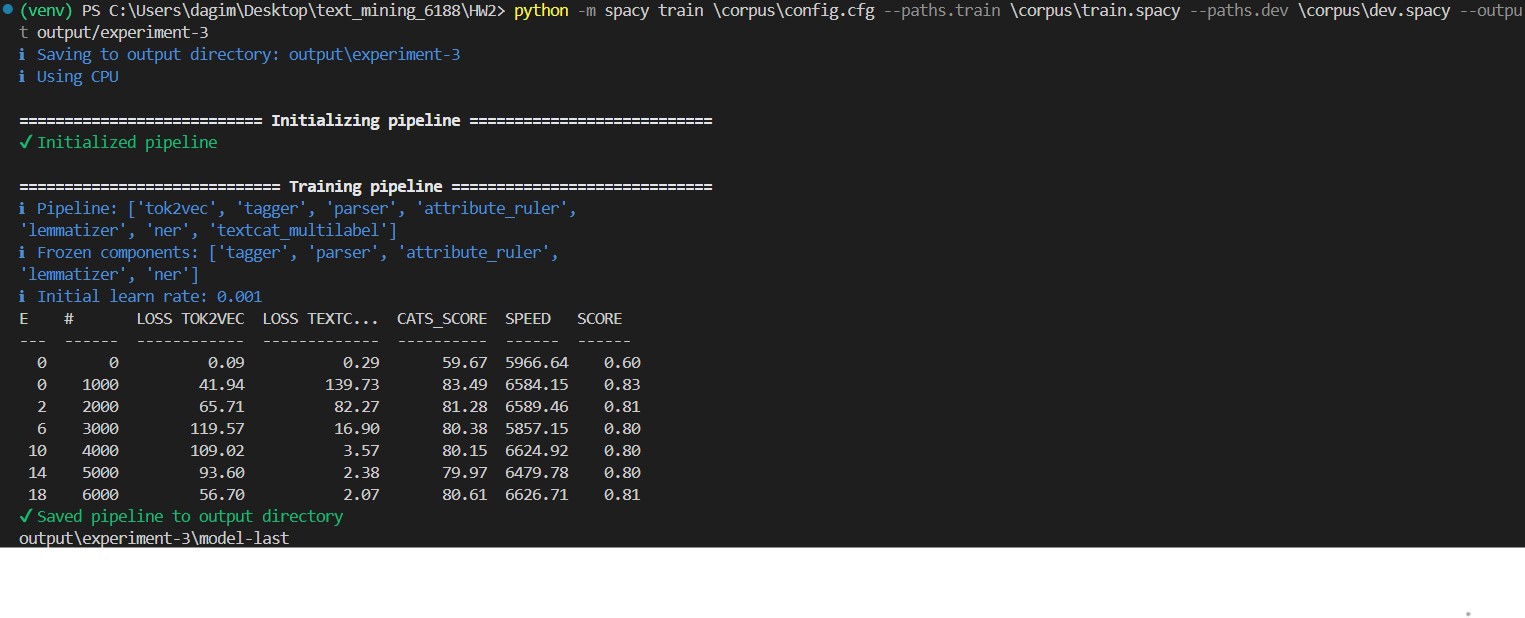 (venv) PS C:\Users\dagim\Desktop\text_mining_6188\HW2> python -m spacy train \corpus\config.cfg --paths.train \corpus\train.spacy --paths.dev \corpus\dev.spacy --outpu
t output/experiment-3
ℹ Saving to output directory: output\experiment-3
ℹ Using CPU
=========================== Initializing pipeline ===========================
✔ Initialized pipeline
============================= Training pipeline =============================
ℹ Pipeline: ['tok2vec', 'tagger', 'parser', 'attribute_ruler',
'lemmatizer', 'ner', 'textcat_multilabel']
ℹ Frozen components: ['tagger', 'parser', 'attribute_ruler',
'lemmatizer', 'ner']
ℹ Initial learn rate: 0.001
E    #       LOSS TOK2VEC  LOSS TEXTC...  CATS_SCORE  SPEED   SCORE
---  ------  ------------  -------------  ----------  ------  ------
  0       0          0.09           0.29       59.67  5966.64    0.60
  0    1000         41.94         139.73       83.49  6584.15    0.83
  2    2000         65.71          82.27       81.28  6589.46    0.81
  6    3000        119.57          16.90       80.38  5857.15    0.80
 10    4000        109.02           3.57       80.15  6624.92    0.80
 14    5000         93.60           2.38       79.97  6479.78    0.80
 18    6000         56.70           2.07       80.61  6626.71    0.81
✔ Saved pipeline to output directory
output\experiment-3\model-last